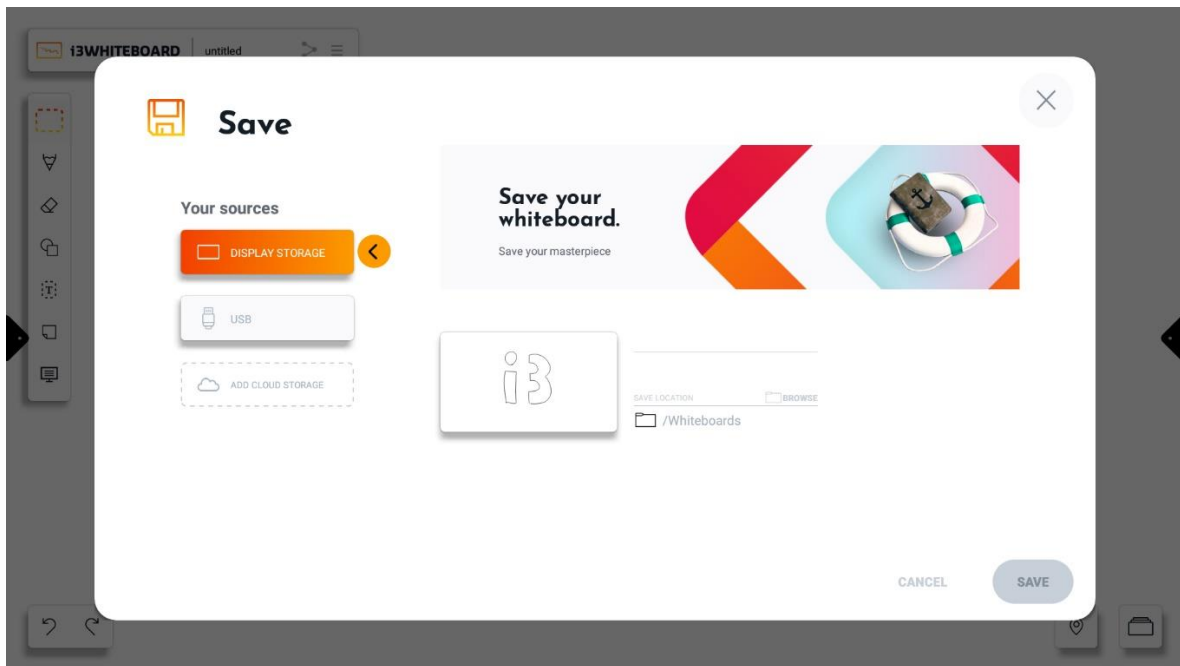 i3WHITEBOARD
untitled
Save
Your sources
DISPLAY STORAGE
USB
ADD CLOUD STORAGE
Save your
whiteboard.
Save your masterpiece
i3
SAVE LOCATION
BROWSE
/Whiteboards
CANCEL
SAVE